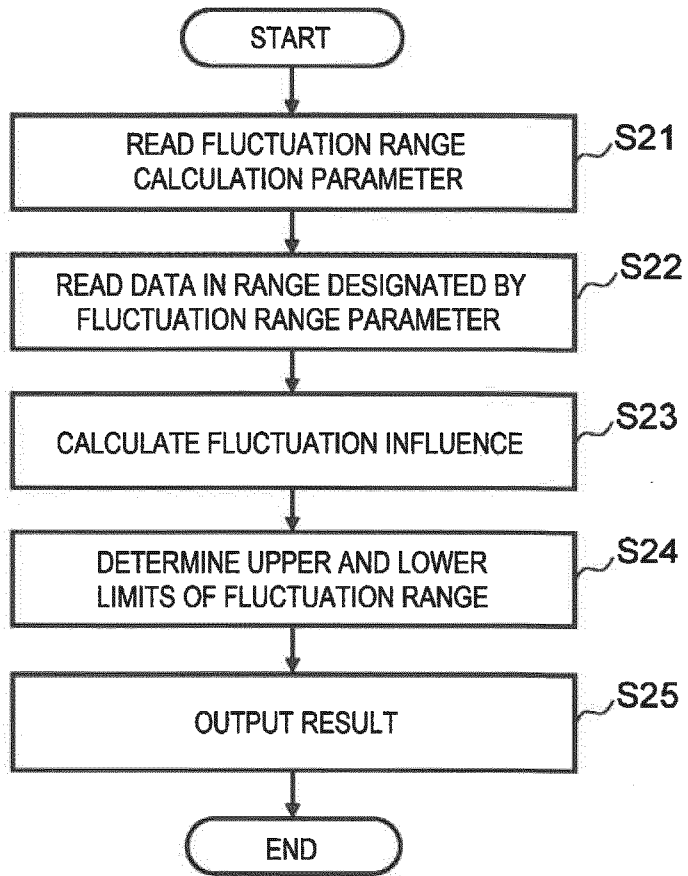 START
READ FLUCTUATION RANGE
CALCULATION PARAMETER
S21
READ DATA IN RANGE DESIGNATED BY
FLUCTUATION RANGE PARAMETER
S22
CALCULATE FLUCTUATION INFLUENCE
S23
DETERMINE UPPER AND LOWER
LIMITS OF FLUCTUATION RANGE
S24
OUTPUT RESULT
S25
END